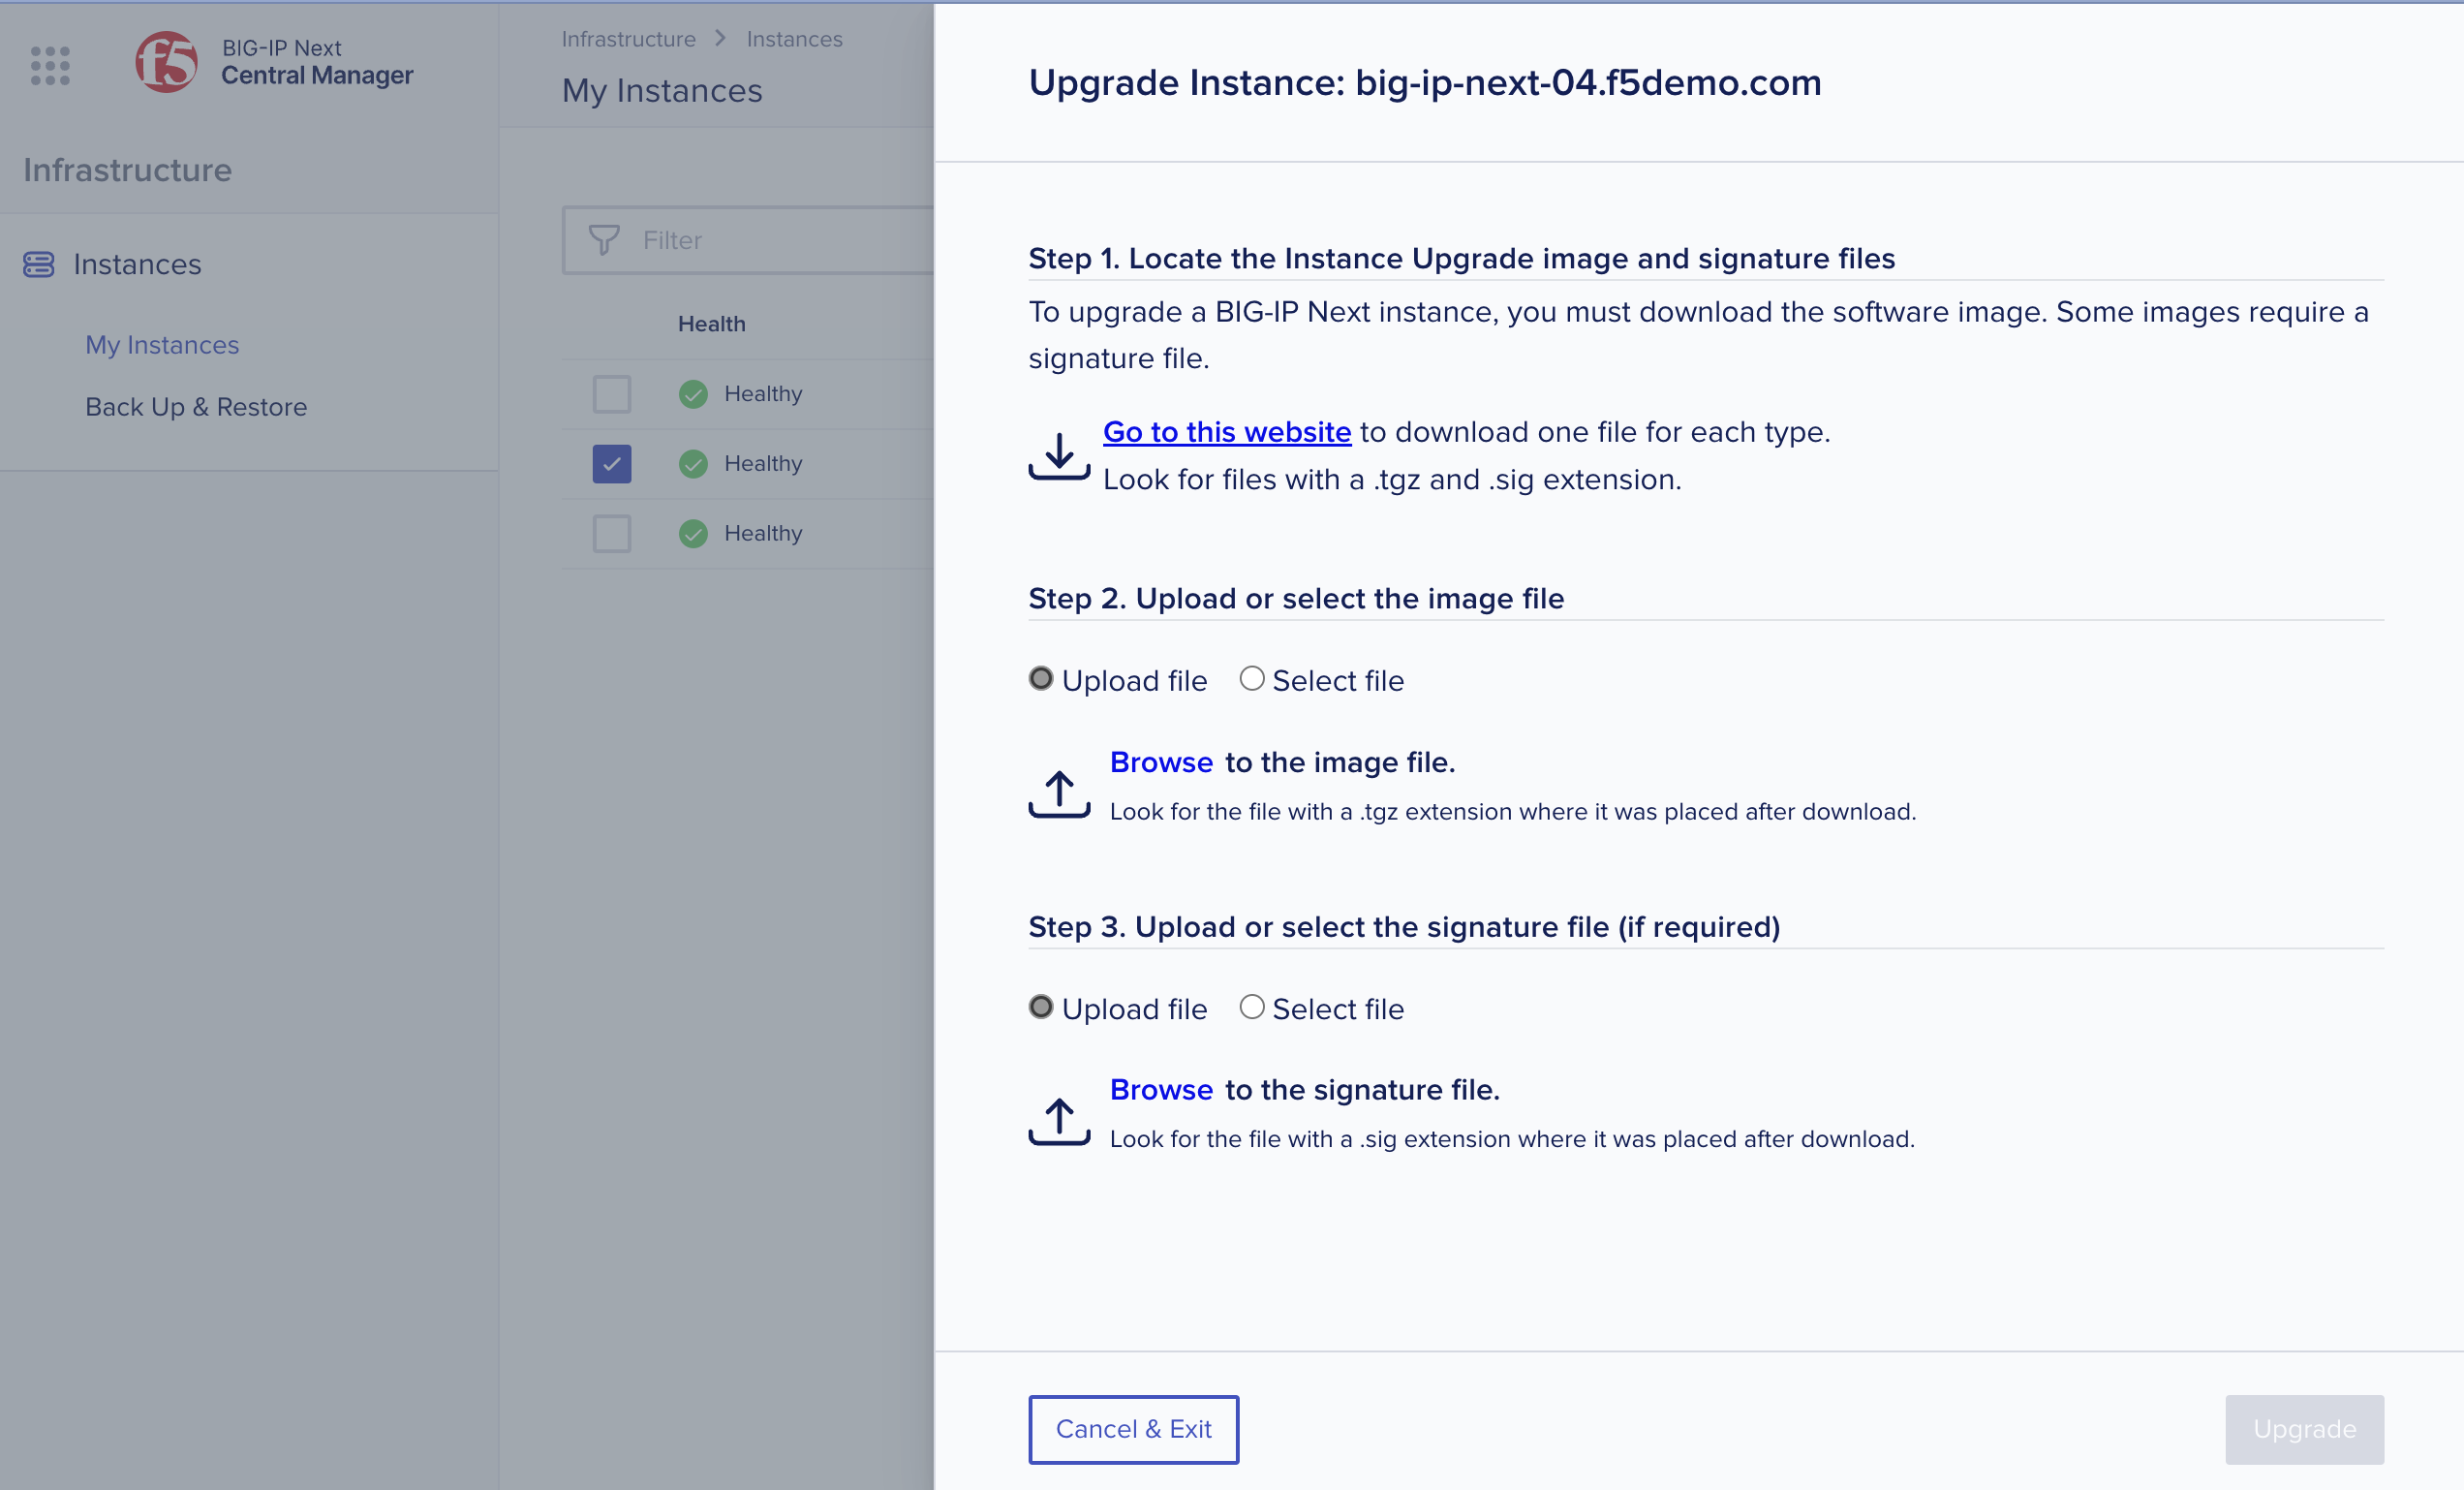 f5
BIG-IP Next
Central Manager
Infrastructure
Instances
My Instances
Back Up & Restore
Infrastructure > Instances
My Instances
Filter
Health
Healthy
Healthy
Healthy
Upgrade Instance: big-ip-next-04.f5demo.com
Step 1. Locate the Instance Upgrade image and signature files
To upgrade a BIG-IP Next instance, you must download the software image. Some images require a
signature file.
Go to this website to download one file for each type.
Look for files with a .tgz and .sig extension.
Step 2. Upload or select the image file
Upload file Select file
Browse to the image file.
Look for the file with a .tgz extension where it was placed after download.
Step 3. Upload or select the signature file (if required)
Upload file Select file
Browse to the signature file.
Look for the file with a .sig extension where it was placed after download.
Cancel & Exit
Upgrade